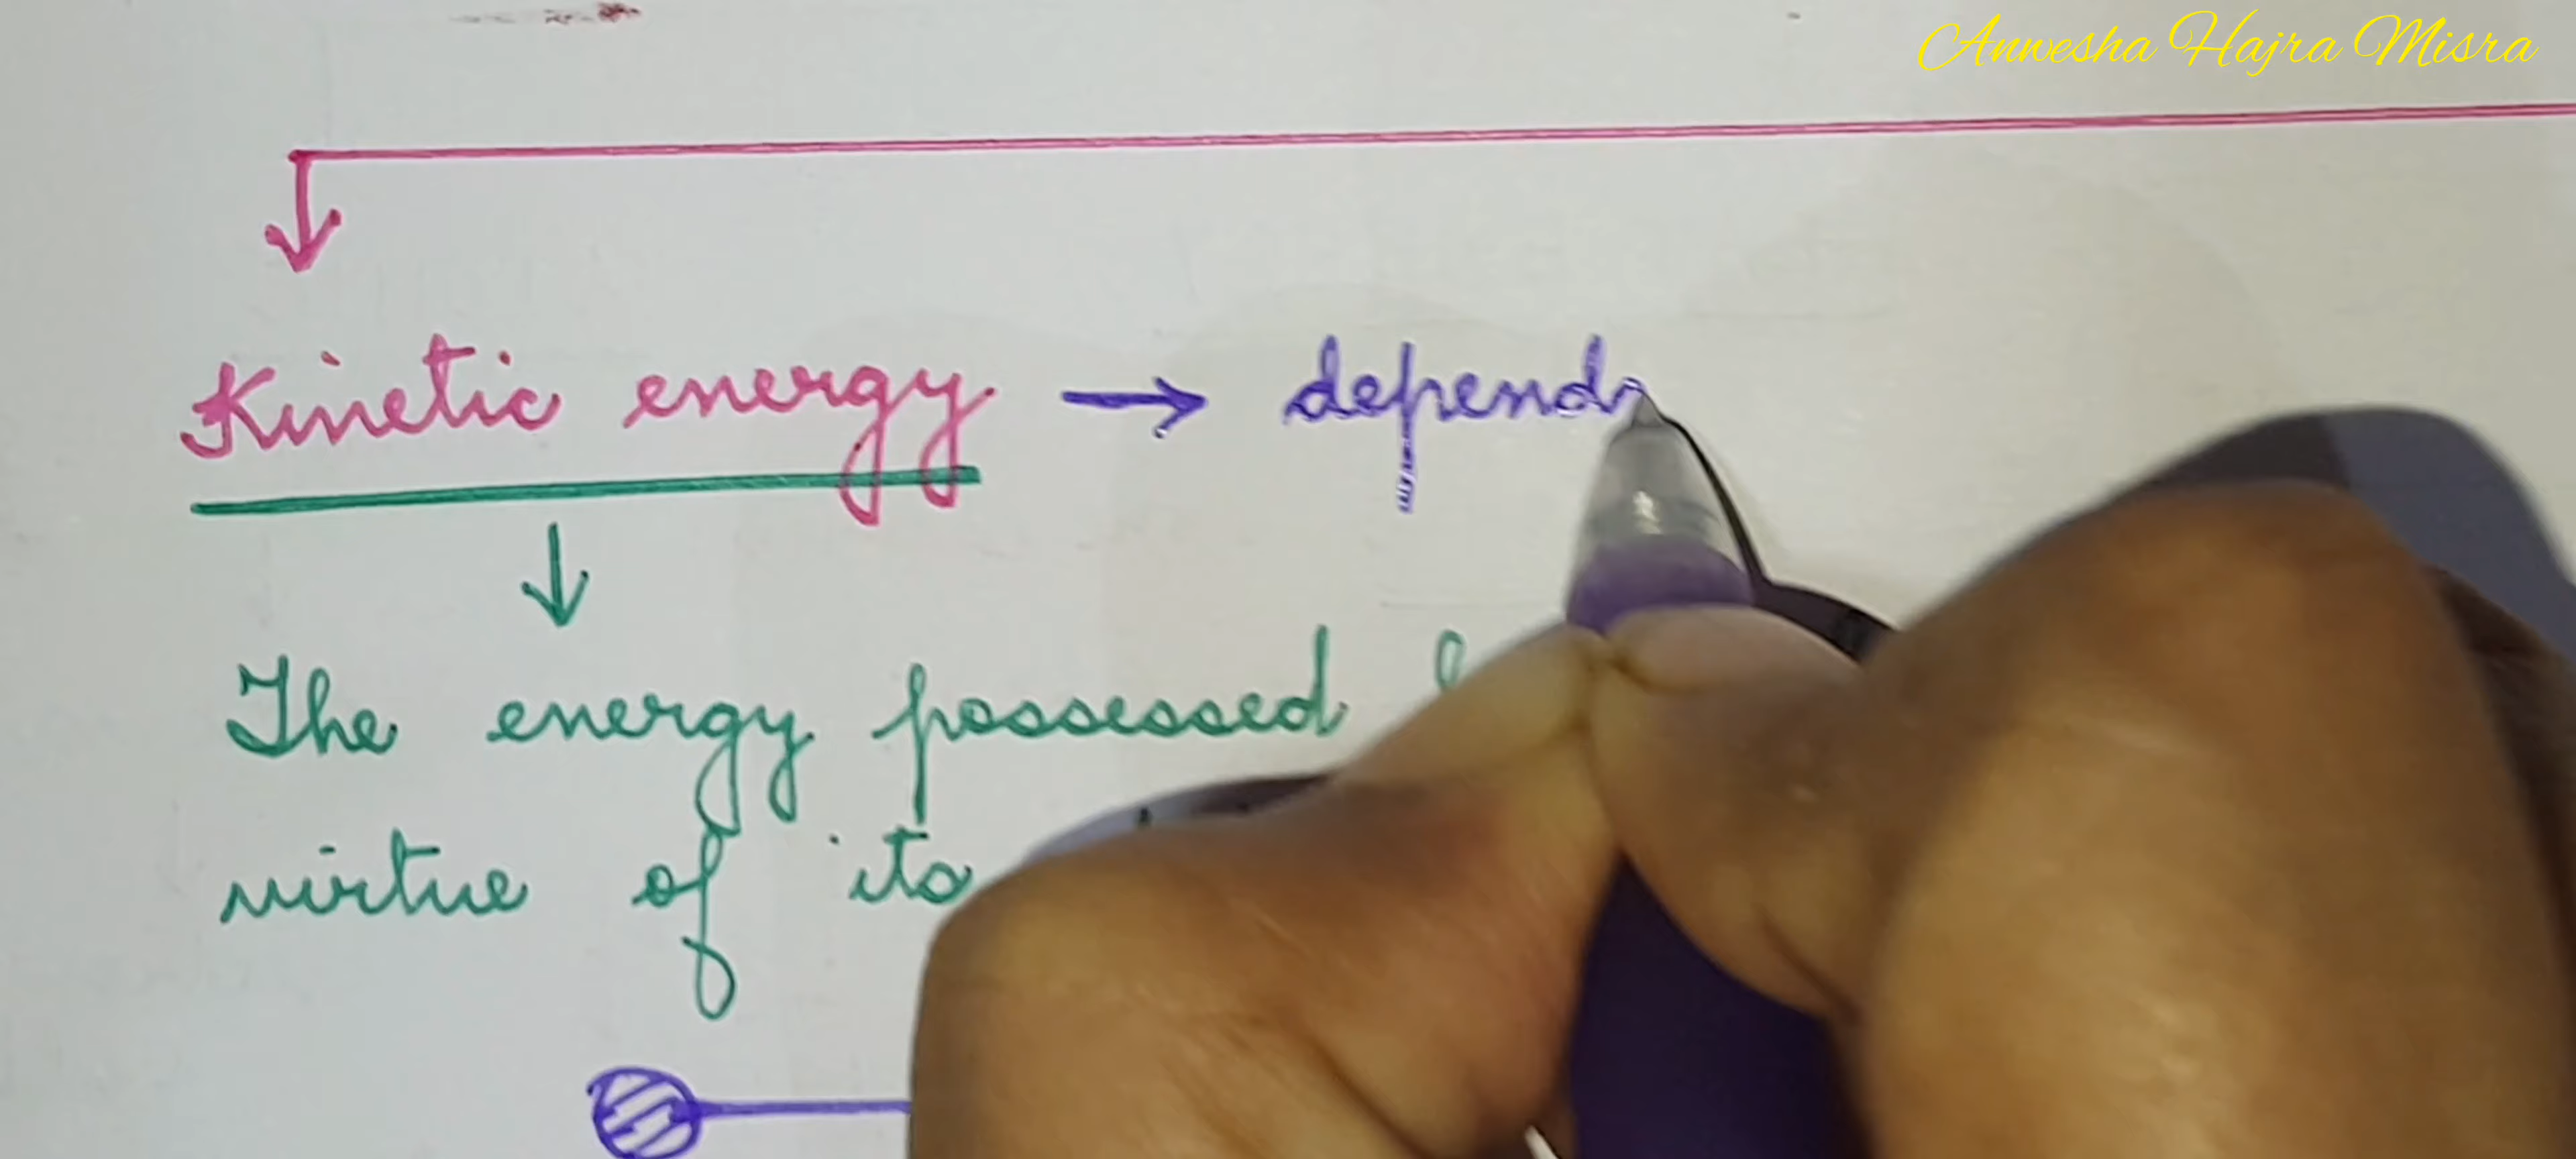 Anwesha Hajra Misra
Kinetic energy → depends
The energy possessed
virtue of its